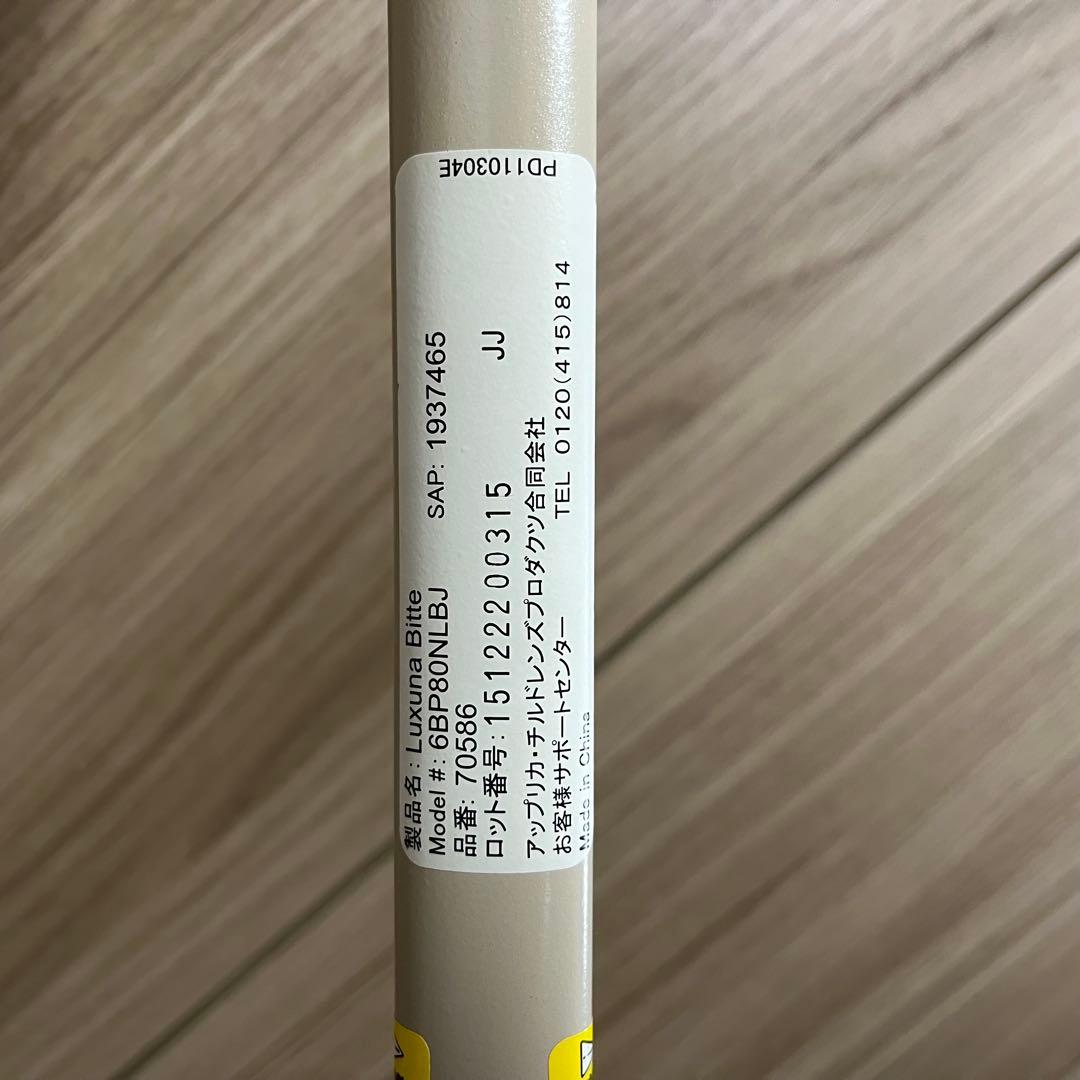 製品名: Luxuna Bitte
Model #: 6BP80NLBJ SAP: 1937465
品番: 70586
ロット番号: 15122200315 JJ
アップリカ・チルドレンズプロダクツ合同会社
お客様サポートセンター TEL 0120(415)814
Made in China
PD110304E